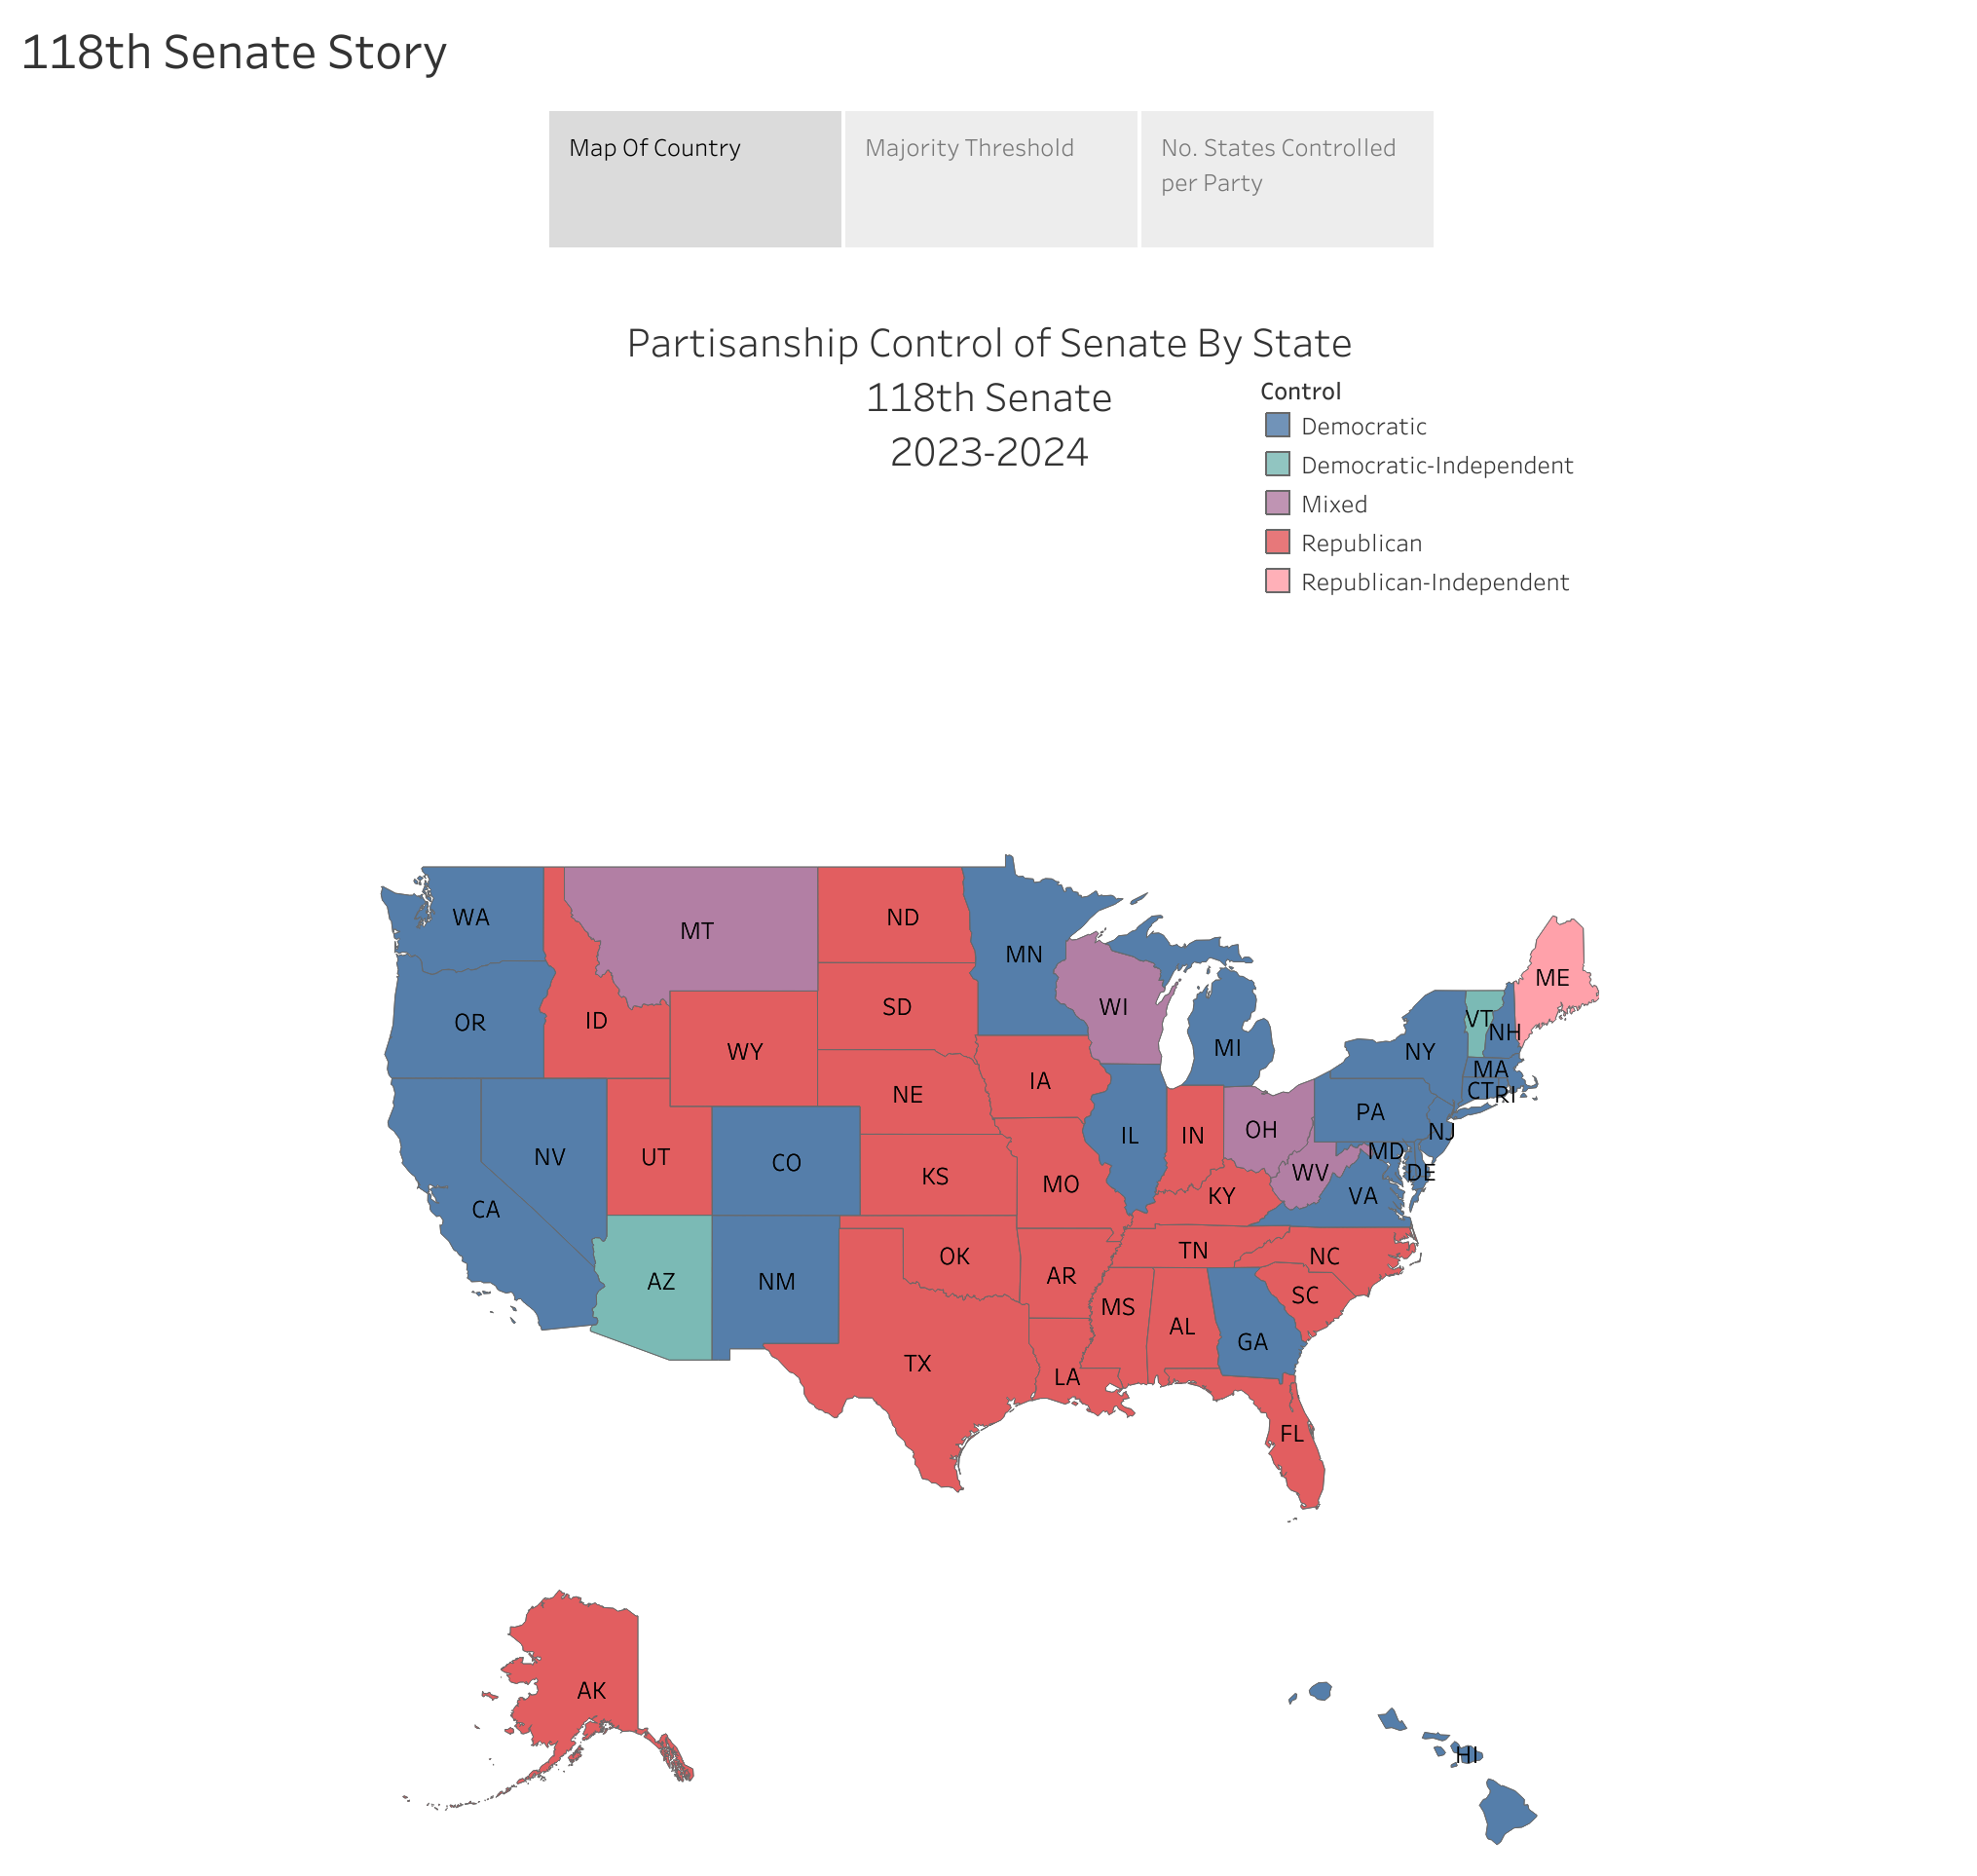 118th Senate Story
Map Of Country
Majority Threshold
No. States Controlled
per Party
Partisanship Control of Senate By State
118th Senate
2023-2024
Control
Democratic
Democratic-Independent
Mixed
Republican
Republican-Independent
WA
MT
ND
MN
OR
ID
SD
WI
ME
WY
MI
NY
VT
NH
NE
IA
MA
CT
RI
PA
NV
UT
CO
IL
IN
OH
NJ
MD
CA
KS
MO
KY
WV
DE
VA
AZ
NM
OK
AR
TN
NC
MS
AL
SC
GA
TX
LA
FL
AK
HI